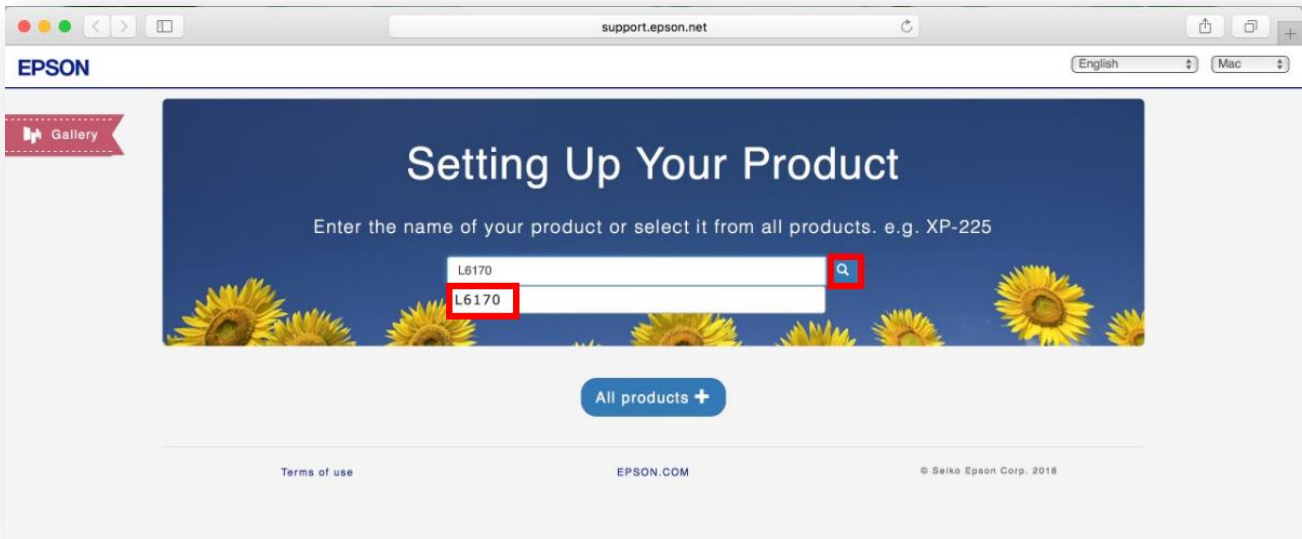 support.epson.net
EPSON
English
Mac
Gallery
Setting Up Your Product
Enter the name of your product or select it from all products. e.g. XP-225
L6170
L6170
All products +
Terms of use
EPSON.COM
© Seiko Epson Corp. 2018